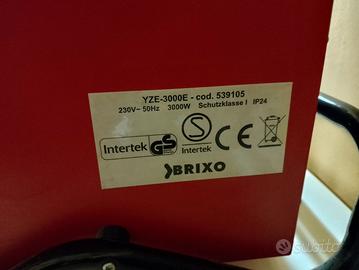 YZE-3000E - cod. 539105
230V~ 50Hz 3000W Schutzklasse I IP24
Intertek GS S Intertek CE
BRIXO
subito